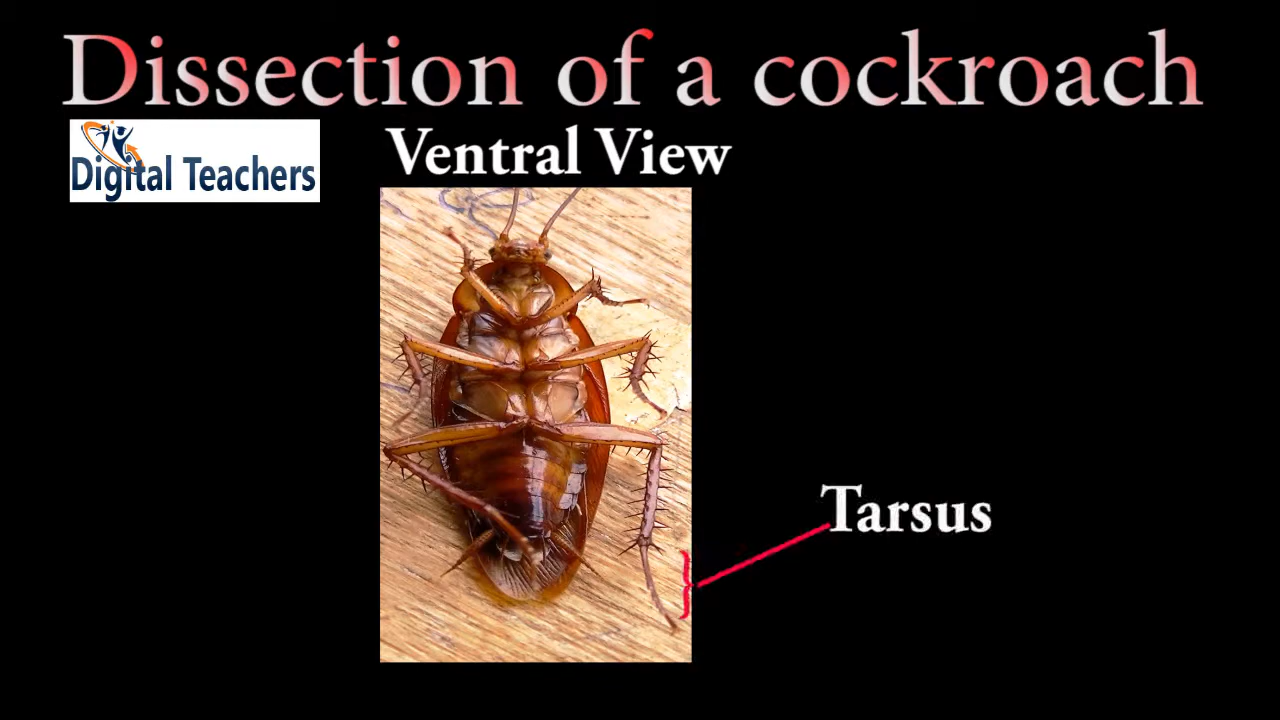 Dissection of a cockroach
Digital Teachers
Ventral View
Tarsus